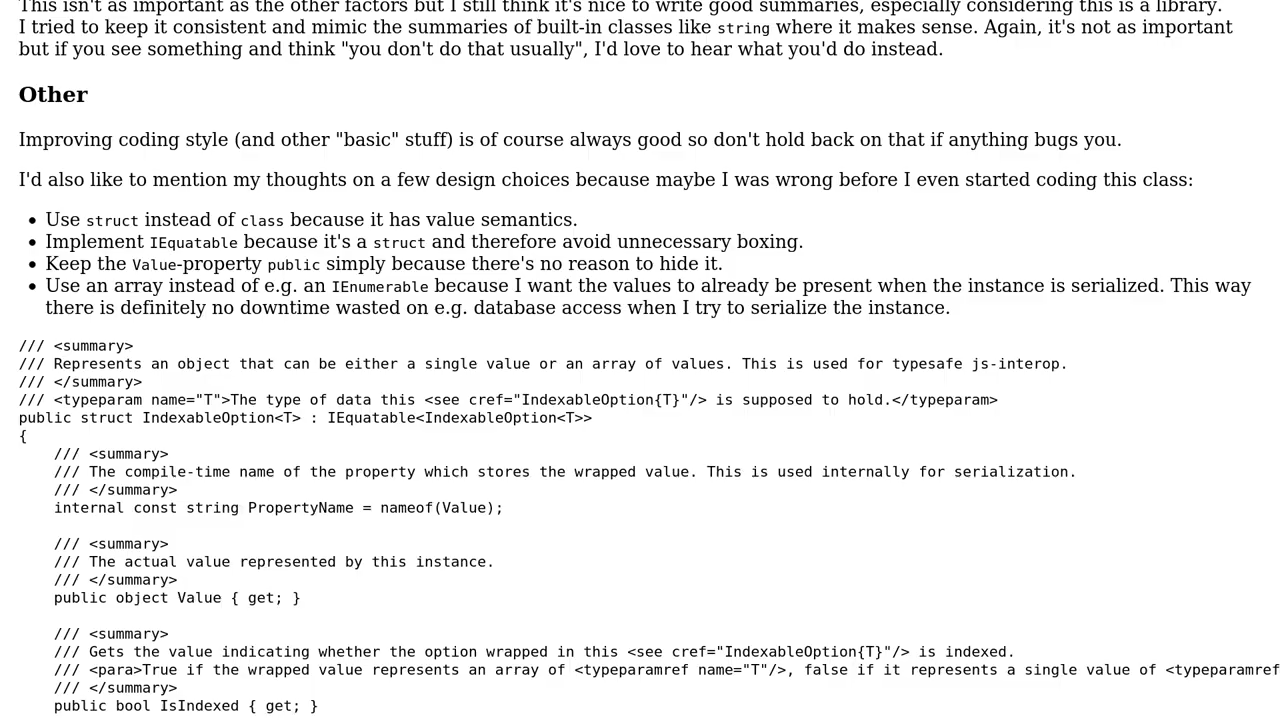 This isn't as important as the other factors but I still think it's nice to write good summaries, especially considering this is a library.
I tried to keep it consistent and mimic the summaries of built-in classes like string where it makes sense. Again, it's not as important
but if you see something and think "you don't do that usually", I'd love to hear what you'd do instead.
Other
Improving coding style (and other "basic" stuff) is of course always good so don't hold back on that if anything bugs you.
I'd also like to mention my thoughts on a few design choices because maybe I was wrong before I even started coding this class:
• Use struct instead of class because it has value semantics.
• Implement IEquatable because it's a struct and therefore avoid unnecessary boxing.
• Keep the Value-property public simply because there's no reason to hide it.
• Use an array instead of e.g. an IEnumerable because I want the values to already be present when the instance is serialized. This way
there is definitely no downtime wasted on e.g. database access when I try to serialize the instance.
/// <summary>
/// Represents an object that can be either a single value or an array of values. This is used for typesafe js-interop.
/// </summary>
/// <typeparam name="T">The type of data this <see cref="IndexableOption{T}"/> is supposed to hold.</typeparam>
public struct IndexableOption<T> : IEquatable<IndexableOption<T>>
{
    /// <summary>
    /// The compile-time name of the property which stores the wrapped value. This is used internally for serialization.
    /// </summary>
    internal const string PropertyName = nameof(Value);
    /// <summary>
    /// The actual value represented by this instance.
    /// </summary>
    public object Value { get; }
    /// <summary>
    /// Gets the value indicating whether the option wrapped in this <see cref="IndexableOption{T}"/> is indexed.
    /// <para>True if the wrapped value represents an array of <typeparamref name="T"/>, false if it represents a single value of <typeparamref
    /// </summary>
    public bool IsIndexed { get; }